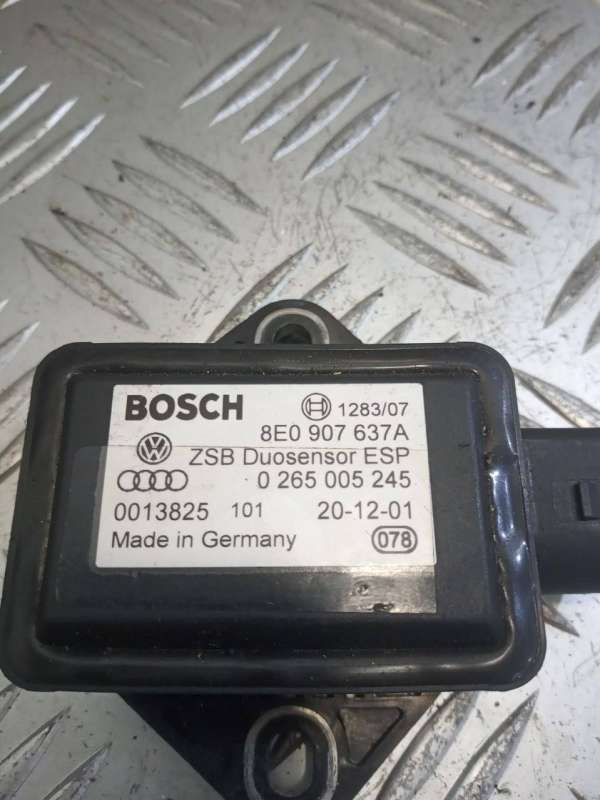 BOSCH 1283/07
8E0 907 637A
ZSB Duosensor ESP
0 265 005 245
0013825 101 20-12-01
Made in Germany 078